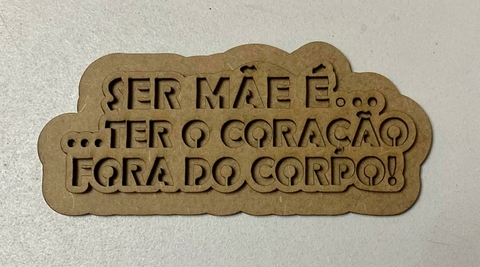 SER MÃE É...
...TER O CORAÇÃO
FORA DO CORPO!